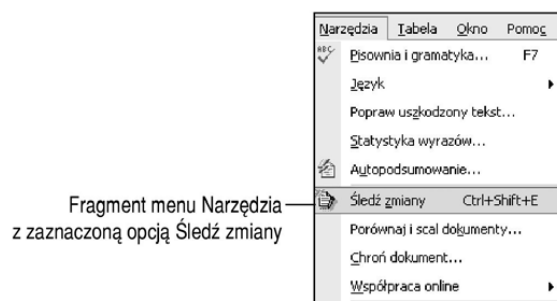 Narzędzia Tabela Okno Pomoc
Pisownia i gramatyka... F7
Język
Popraw uszkodzony tekst...
Statystyka wyrazów...
Autopodsumowanie...
Śledź zmiany Ctrl+Shift+E
Porównaj i scal dokumenty...
Chroń dokument...
Współpraca online
Fragment menu Narzędzia
z zaznaczoną opcją Śledź zmiany